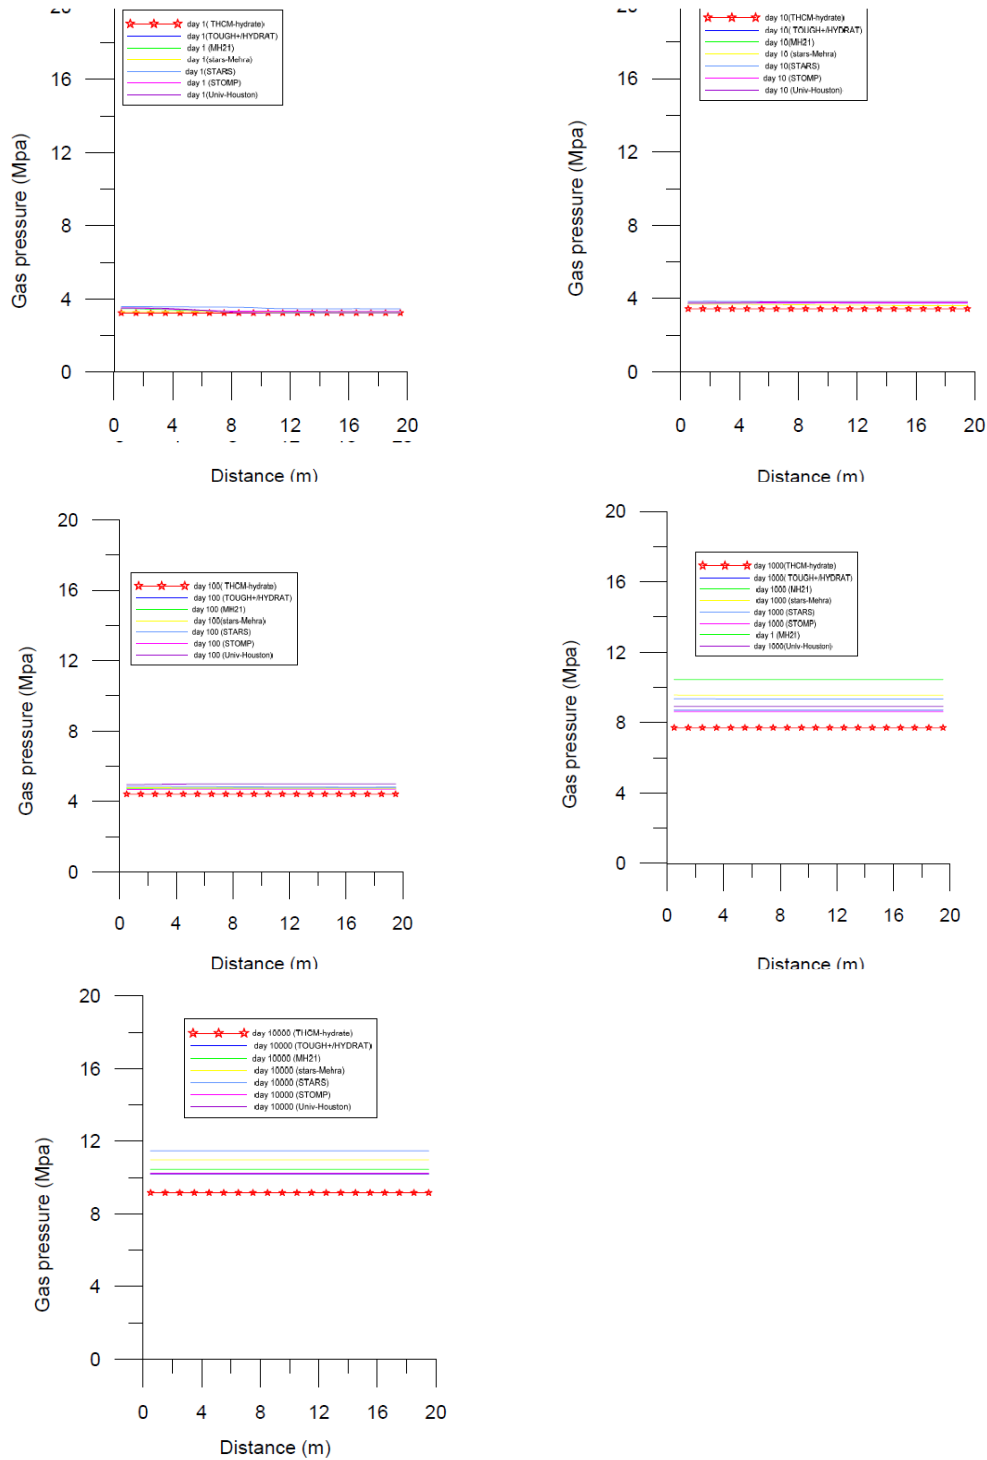 20
16
12
8
4
0
Gas pressure (Mpa)
day 1( THCM-hydrate)
day 1(TOUGH+/HYDRAT)
day 1 (MH21)
day 1(stars-Mehra)
day 1(STARS)
day 1 (STOMP)
day 1(Univ-Houston)
0 4 8 12 16 20
Distance (m)
20
16
12
8
4
0
Gas pressure (Mpa)
day 10(THCM-hydrate)
day 10( TOUGH+/HYDRAT)
day 10(MH21)
day 10 (stars-Mehra)
day 10(STARS)
day 10 (STOMP)
day 10 (Univ-Houston)
0 4 8 12 16 20
Distance (m)
20
16
12
8
4
0
Gas pressure (Mpa)
day 100( THCM-hydrate)
day 100 (TOUGH+/HYDRAT)
day 100 (MH21)
day 100(stars-Mehra)
day 100 (STARS)
day 100 (STOMP)
day 100 (Univ-Houston)
0 4 8 12 16 20
Distance (m)
20
16
12
8
4
0
Gas pressure (Mpa)
day 1000(THCM-hydrate)
day 1000( TOUGH+/HYDRAT)
day 1000 (MH21)
day 1000 (stars-Mehra)
day 1000 (STARS)
day 1000 (STOMP)
day 1 (MH21)
day 1000(Univ-Houston)
0 4 8 12 16 20
Distance (m)
20
16
12
8
4
0
Gas pressure (Mpa)
day 10000 (THCM-hydrate)
day 10000 (TOUGH+/HYDRAT)
day 10000 (MH21)
day 10000 (stars-Mehra)
day 10000 (STARS)
day 10000 (STOMP)
day 10000 (Univ-Houston)
0 4 8 12 16 20
Distance (m)